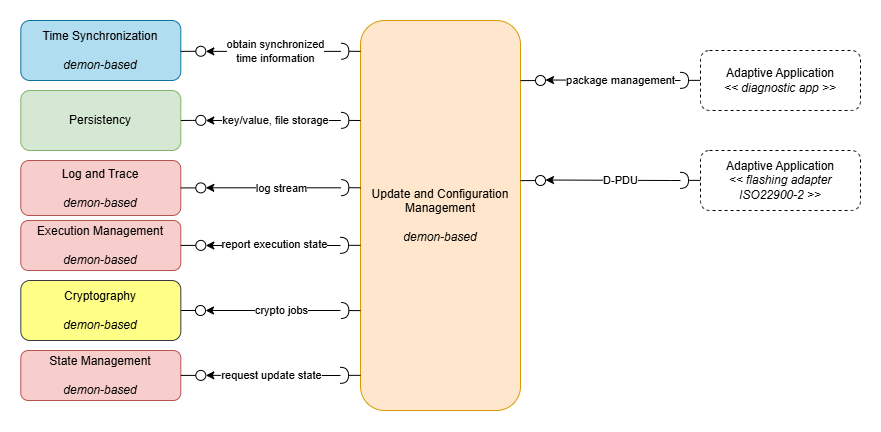 Time Synchronization
demon-based
obtain synchronized
time information
Persistency
key/value, file storage
Log and Trace
demon-based
log stream
Execution Management
demon-based
report execution state
Cryptography
demon-based
crypto jobs
State Management
demon-based
request update state
Update and Configuration
Management
demon-based
package management
Adaptive Application
<< diagnostic app >>
D-PDU
Adaptive Application
<< flashing adapter
ISO22900-2 >>